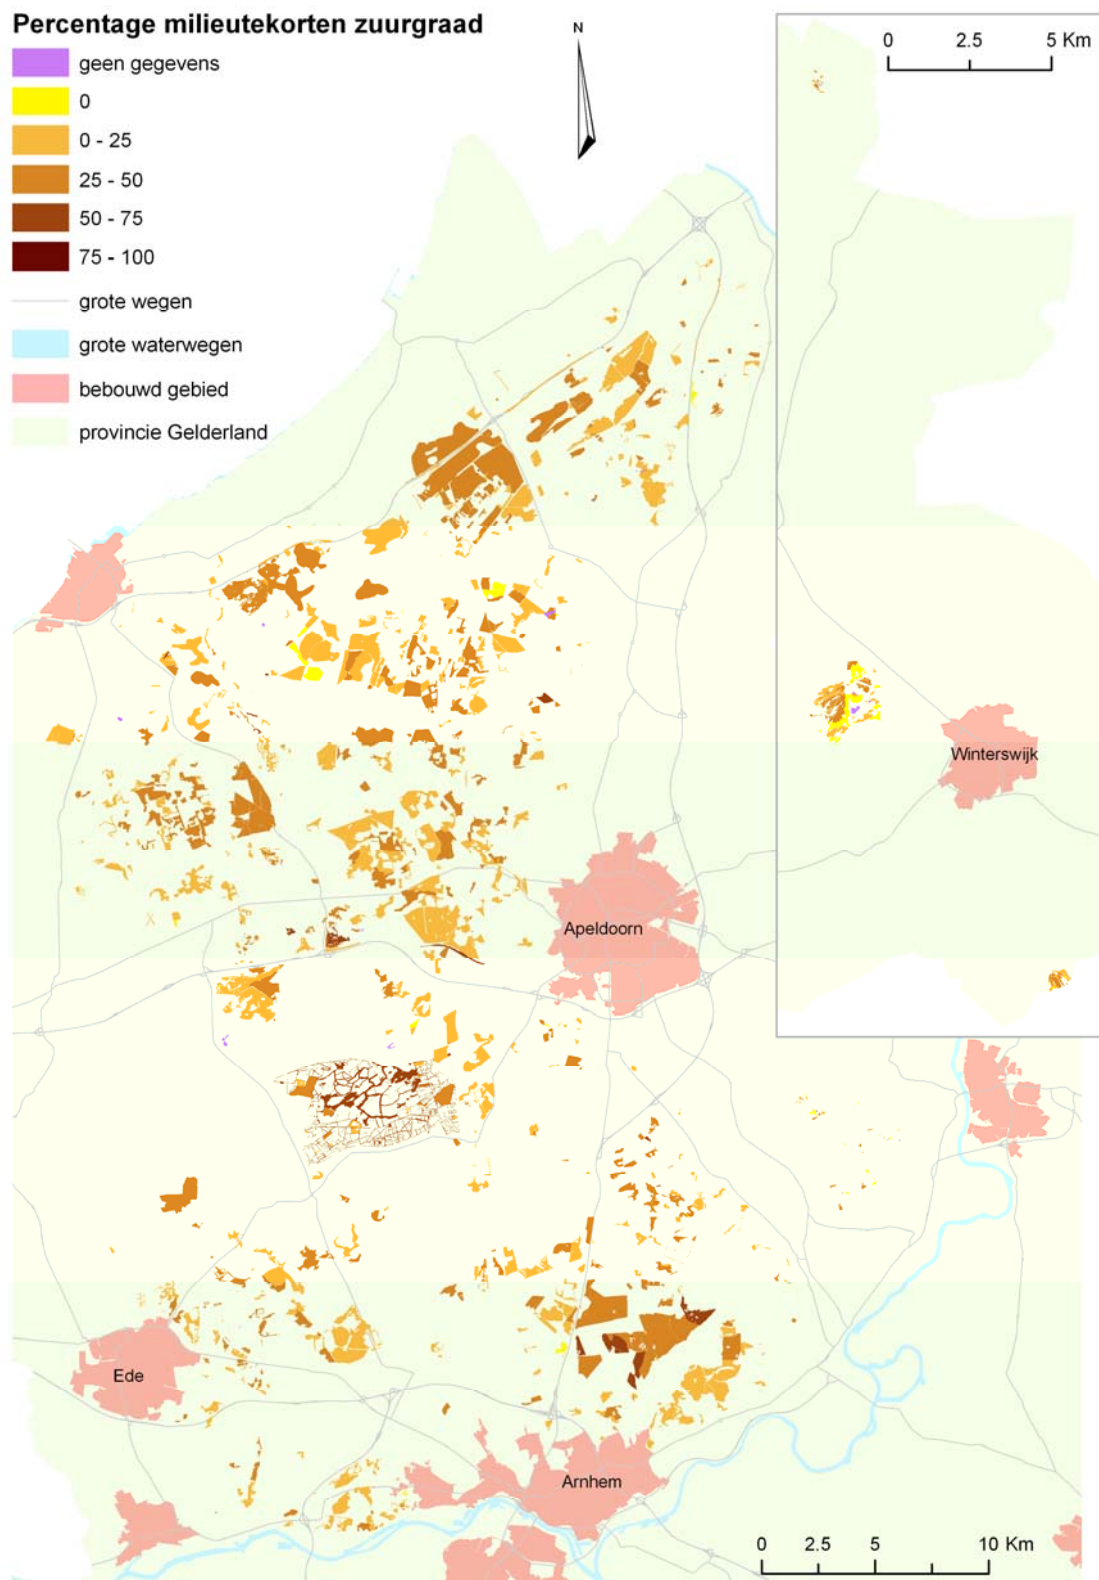 Percentage milieutekorten zuurgraad
geen gegevens
0
0 - 25
25 - 50
50 - 75
75 - 100
grote wegen
grote waterwegen
bebouwd gebied
provincie Gelderland
N
0 2.5 5 Km
Winterswijk
Apeldoorn
Ede
Arnhem
0 2.5 5 10 Km